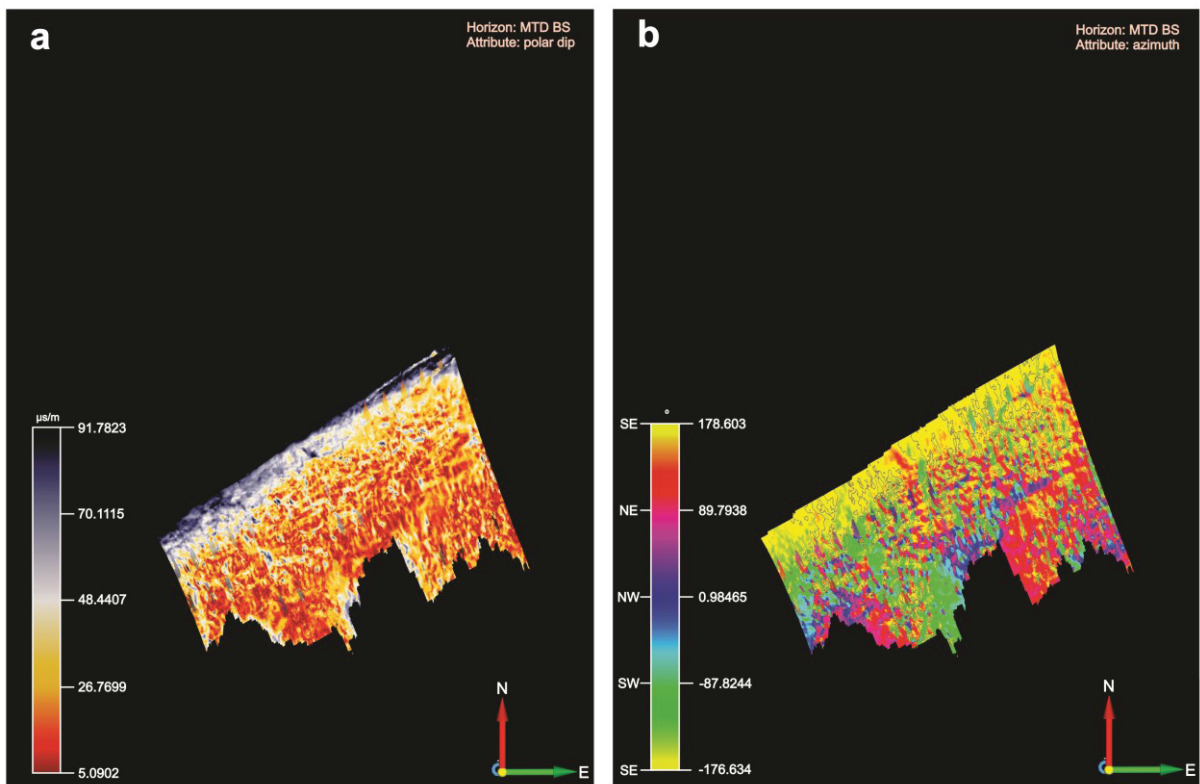 a
Horizon: MTD BS
Attribute: polar dip
µs/m
91.7823
70.1115
48.4407
26.7699
5.0902
N
E
b
Horizon: MTD BS
Attribute: azimuth
°
SE 178.603
NE 89.7938
NW 0.98465
SW -87.8244
SE -176.634
N
E